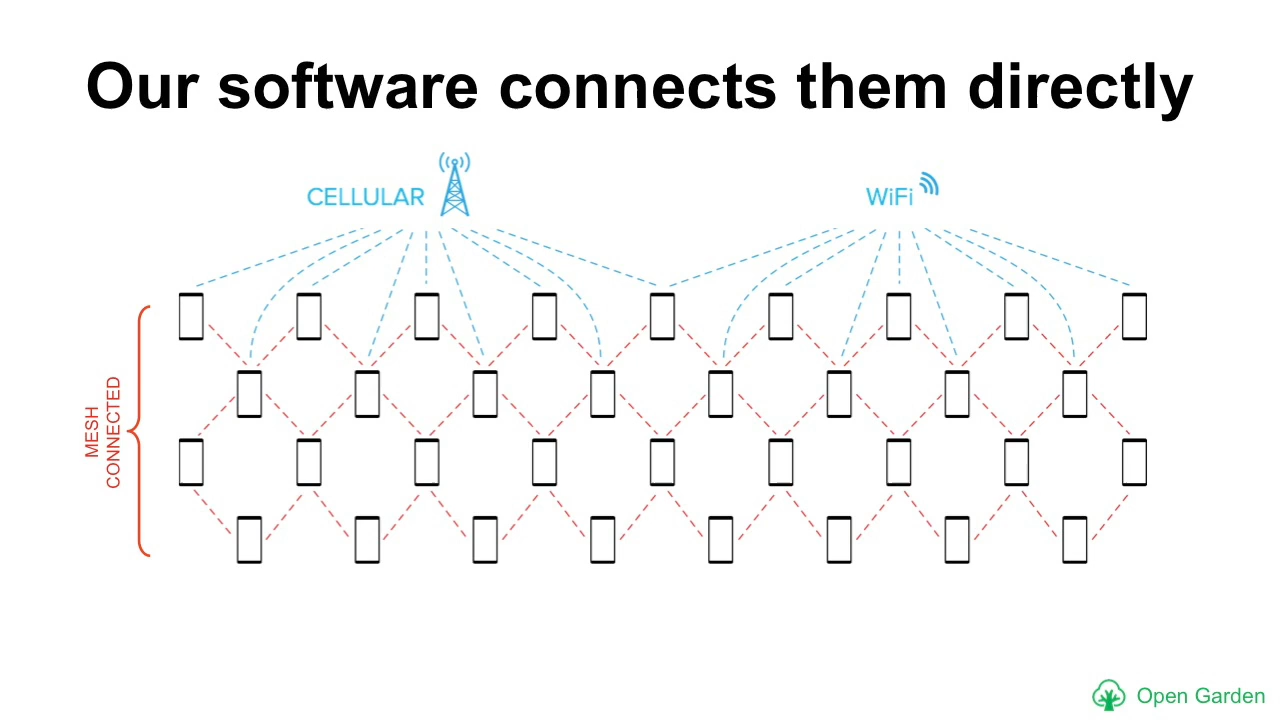 Our software connects them directly
CELLULAR
WiFi
MESH
CONNECTED
Open Garden